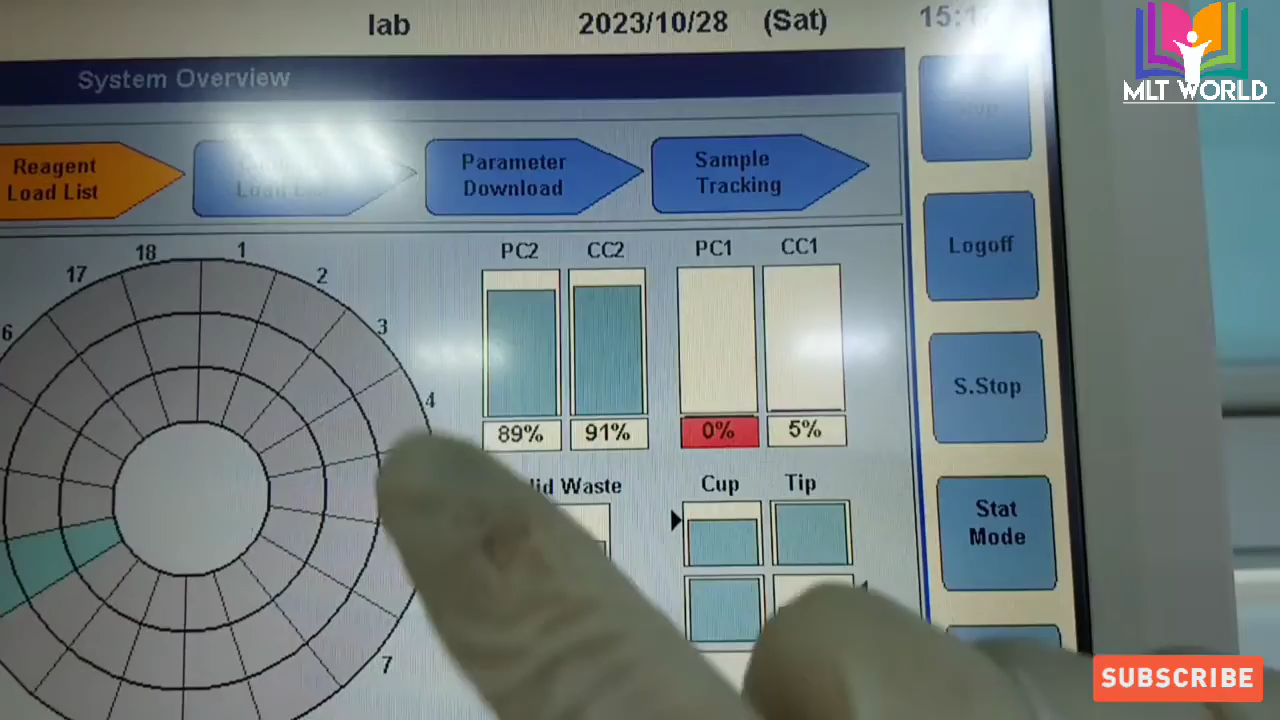 lab
2023/10/28 (Sat)
System Overview
MLT WORLD
Reagent
Load List
Parameter
Download
Sample
Tracking
Logoff
18
1
17
2
3
6
4
7
PC2
CC2
PC1
CC1
89%
91%
0%
5%
S.Stop
Waste
Cup
Tip
Stat
Mode
SUBSCRIBE